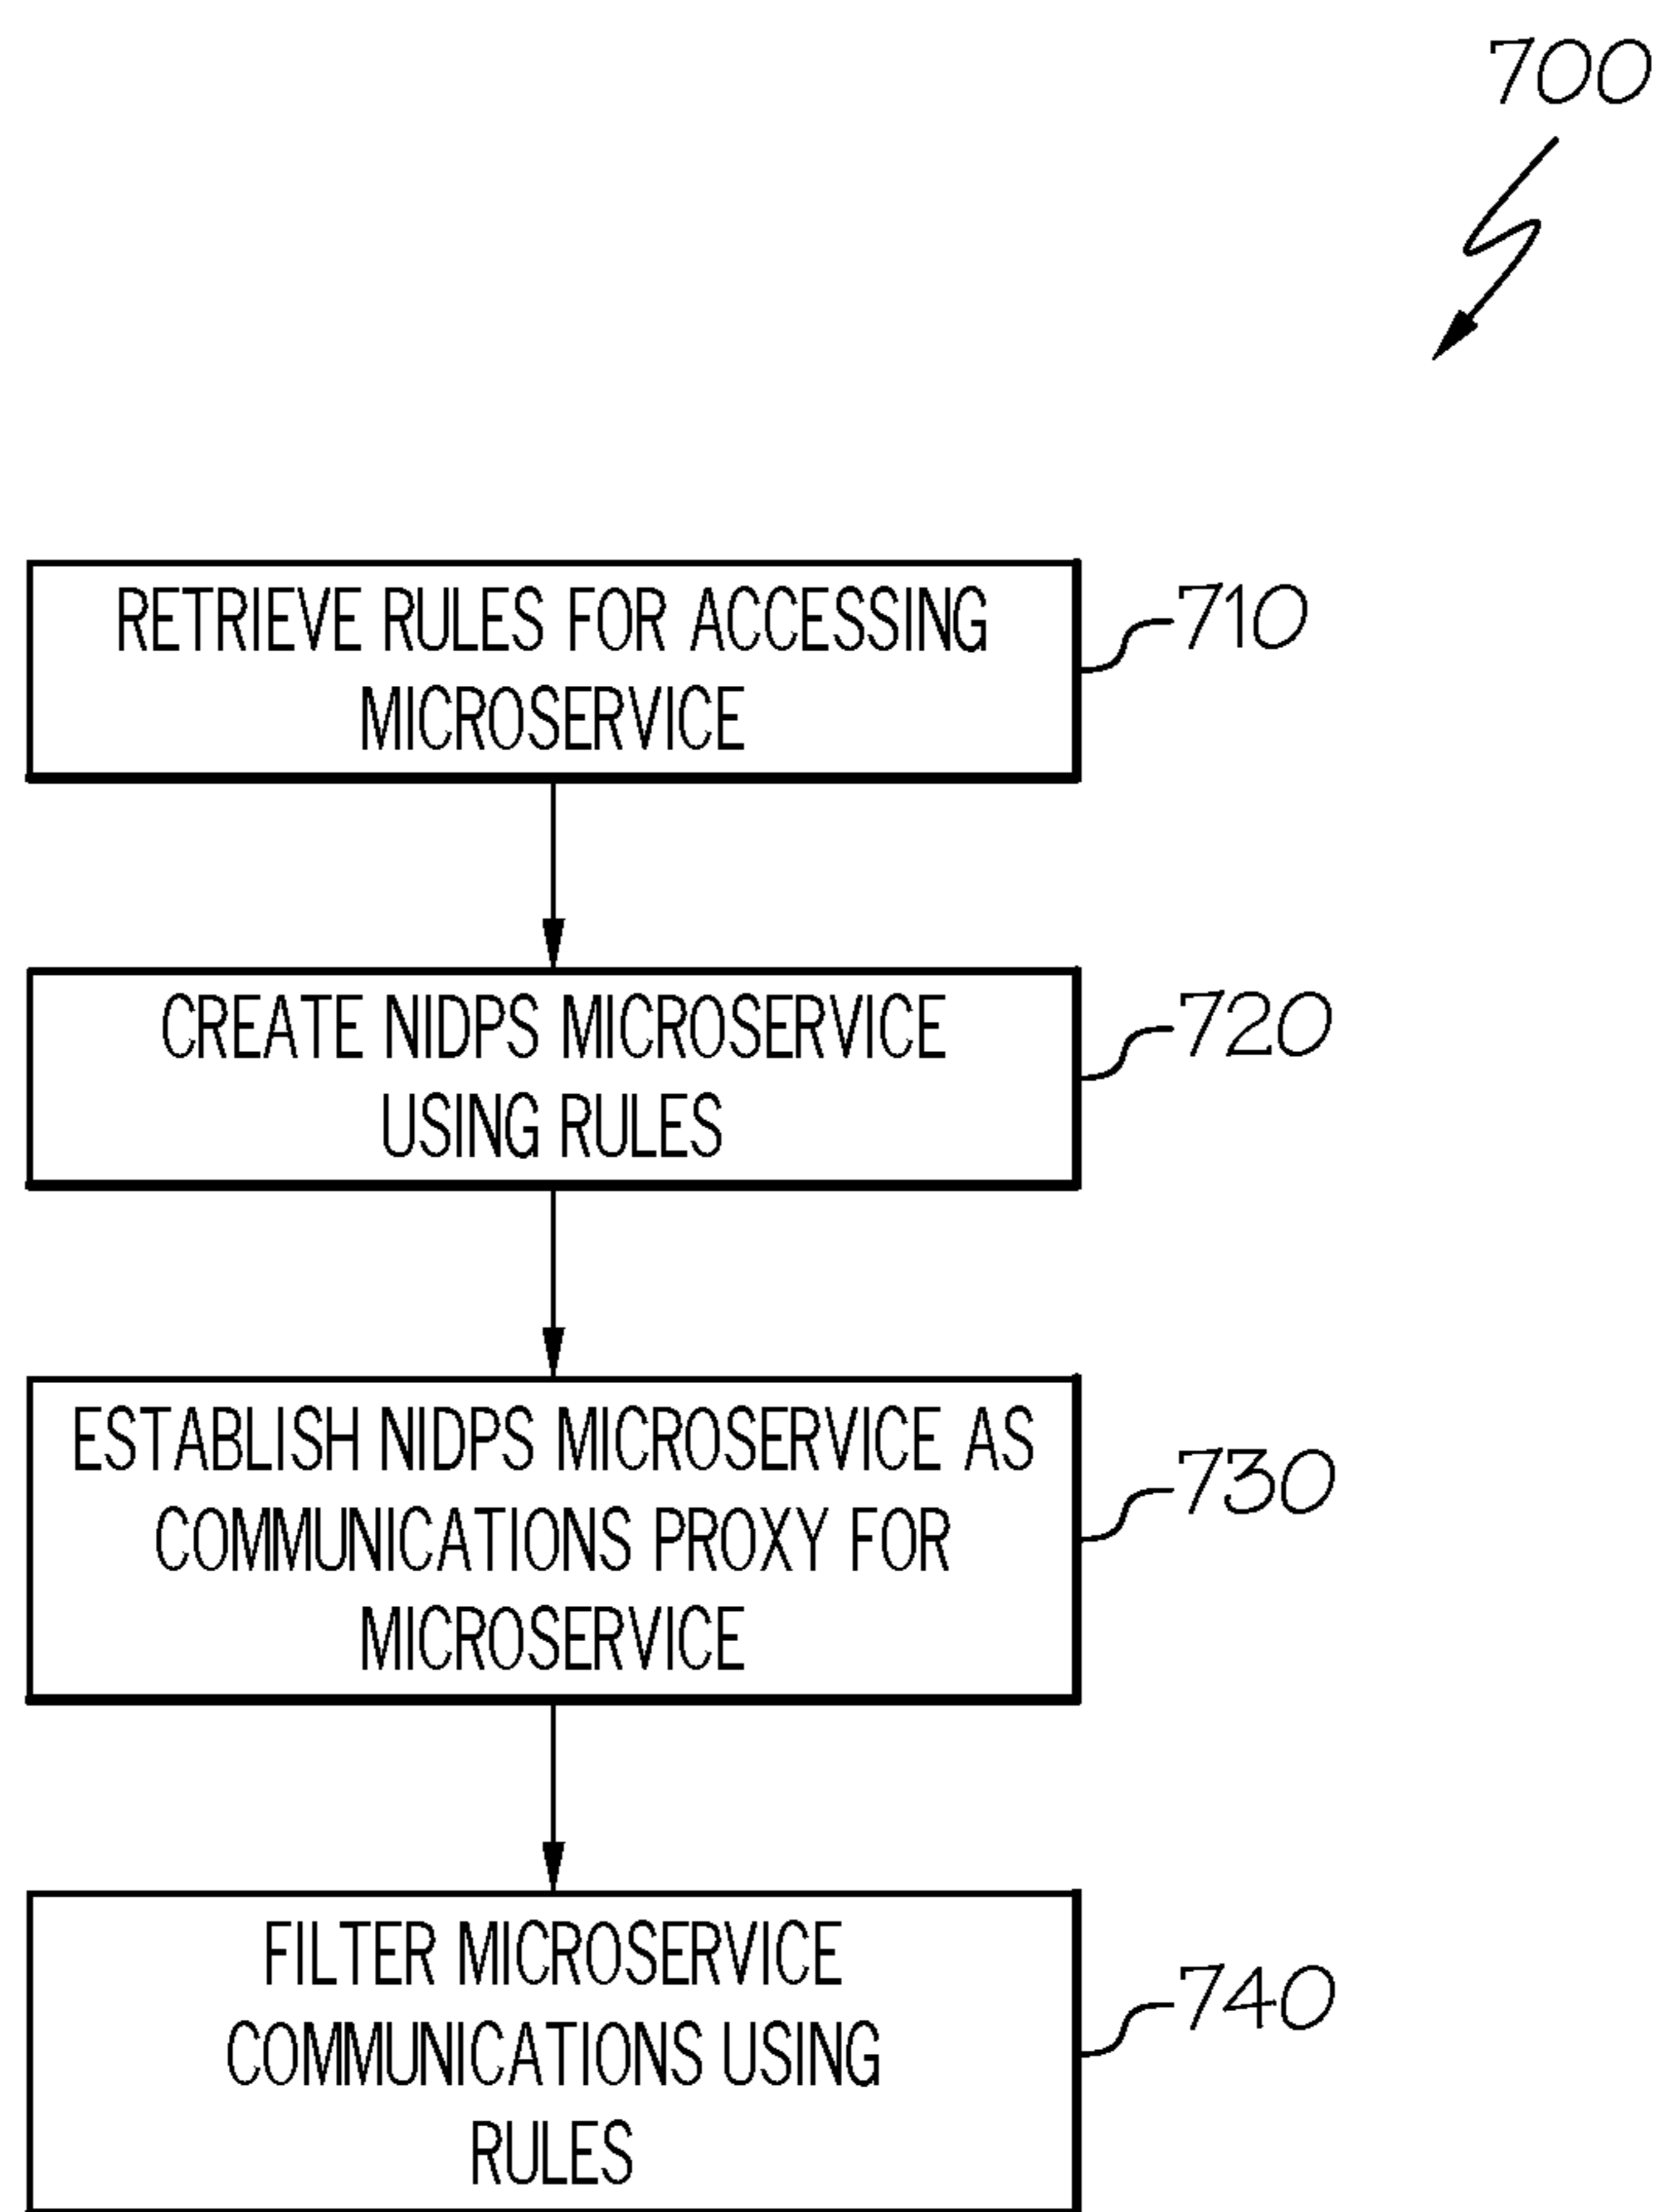 700
RETRIEVE RULES FOR ACCESSING
MICROSERVICE
710
CREATE NIDPS MICROSERVICE
USING RULES
720
ESTABLISH NIDPS MICROSERVICE AS
COMMUNICATIONS PROXY FOR
MICROSERVICE
730
FILTER MICROSERVICE
COMMUNICATIONS USING
RULES
740